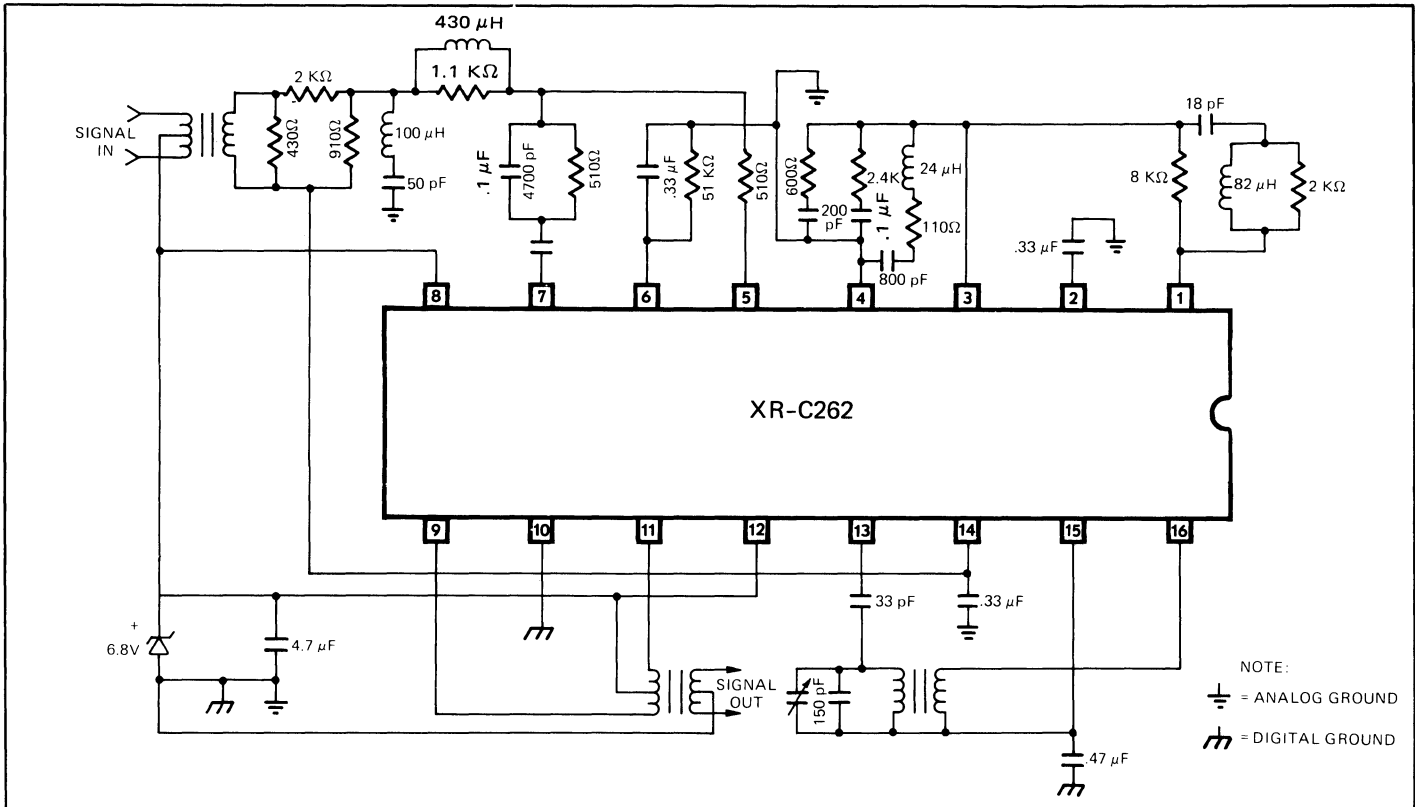 430 μH
1.1 KΩ
2 KΩ
SIGNAL
IN
430Ω
910Ω
100 μH
50 pF
.1 μF
4700 pF
510Ω
.33 μF
51 KΩ
510Ω
600Ω
200
pF
2.4K
.1 μF
24 μH
110Ω
800 pF
18 pF
8 KΩ
82 μH
2 KΩ
.33 μF
8
7
6
5
4
3
2
1
XR-C262
9
10
11
12
13
14
15
16
+
6.8V
4.7 μF
SIGNAL
OUT
33 pF
.33 μF
150 pF
.47 μF
NOTE:
= ANALOG GROUND
= DIGITAL GROUND